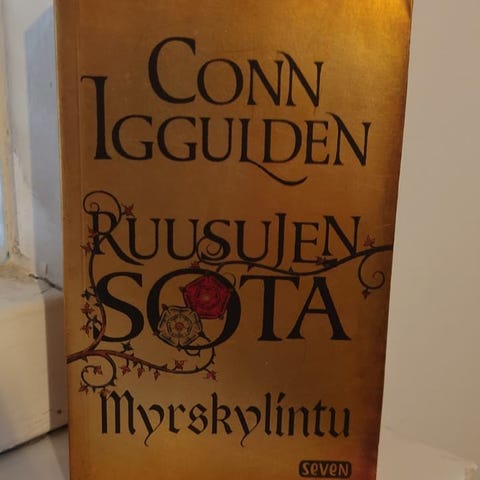 CONN
IGGULDEN
RUUSUJEN
SOTA
Myrskylintu
SEVEN